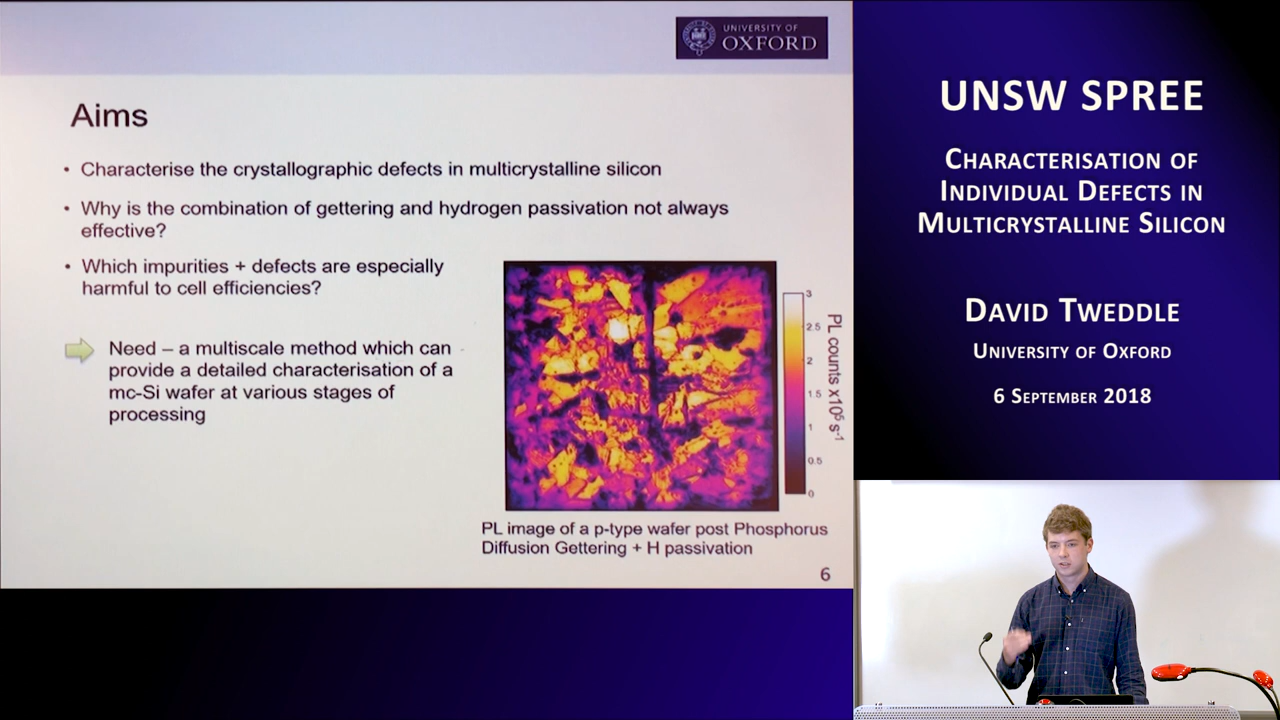 UNIVERSITY OF
OXFORD
Aims
• Characterise the crystallographic defects in multicrystalline silicon
• Why is the combination of gettering and hydrogen passivation not always
effective?
• Which impurities + defects are especially
harmful to cell efficiencies?
Need – a multiscale method which can
provide a detailed characterisation of a
mc-Si wafer at various stages of
processing
3
2.5
2
1.5
1
0.5
0
PL counts x10⁵ s⁻¹
PL image of a p-type wafer post Phosphorus
Diffusion Gettering + H passivation
6
UNSW SPREE
CHARACTERISATION OF
INDIVIDUAL DEFECTS IN
MULTICRYSTALLINE SILICON
DAVID TWEDDLE
UNIVERSITY OF OXFORD
6 SEPTEMBER 2018